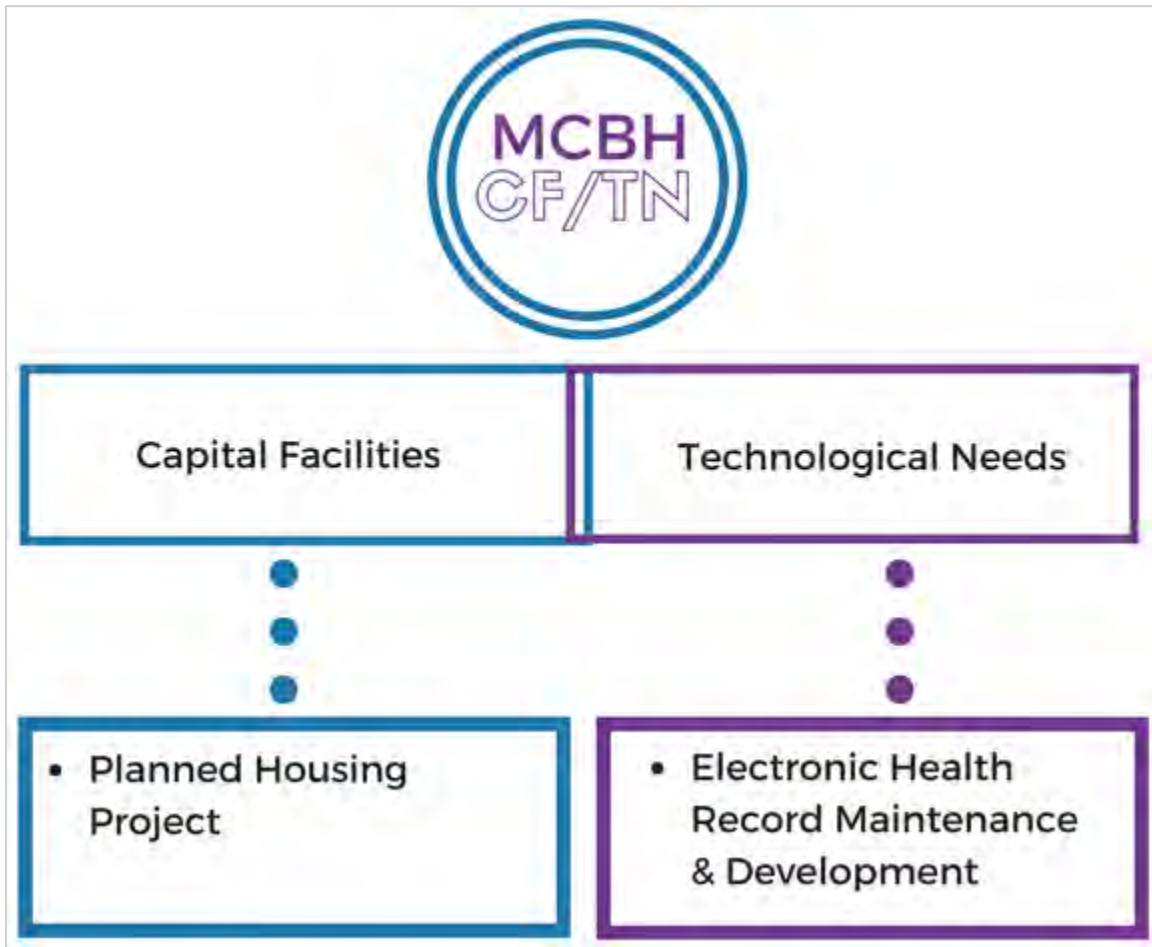 MCBH
CF/TN
Capital Facilities
Technological Needs
• Planned Housing
Project
• Electronic Health
Record Maintenance
& Development